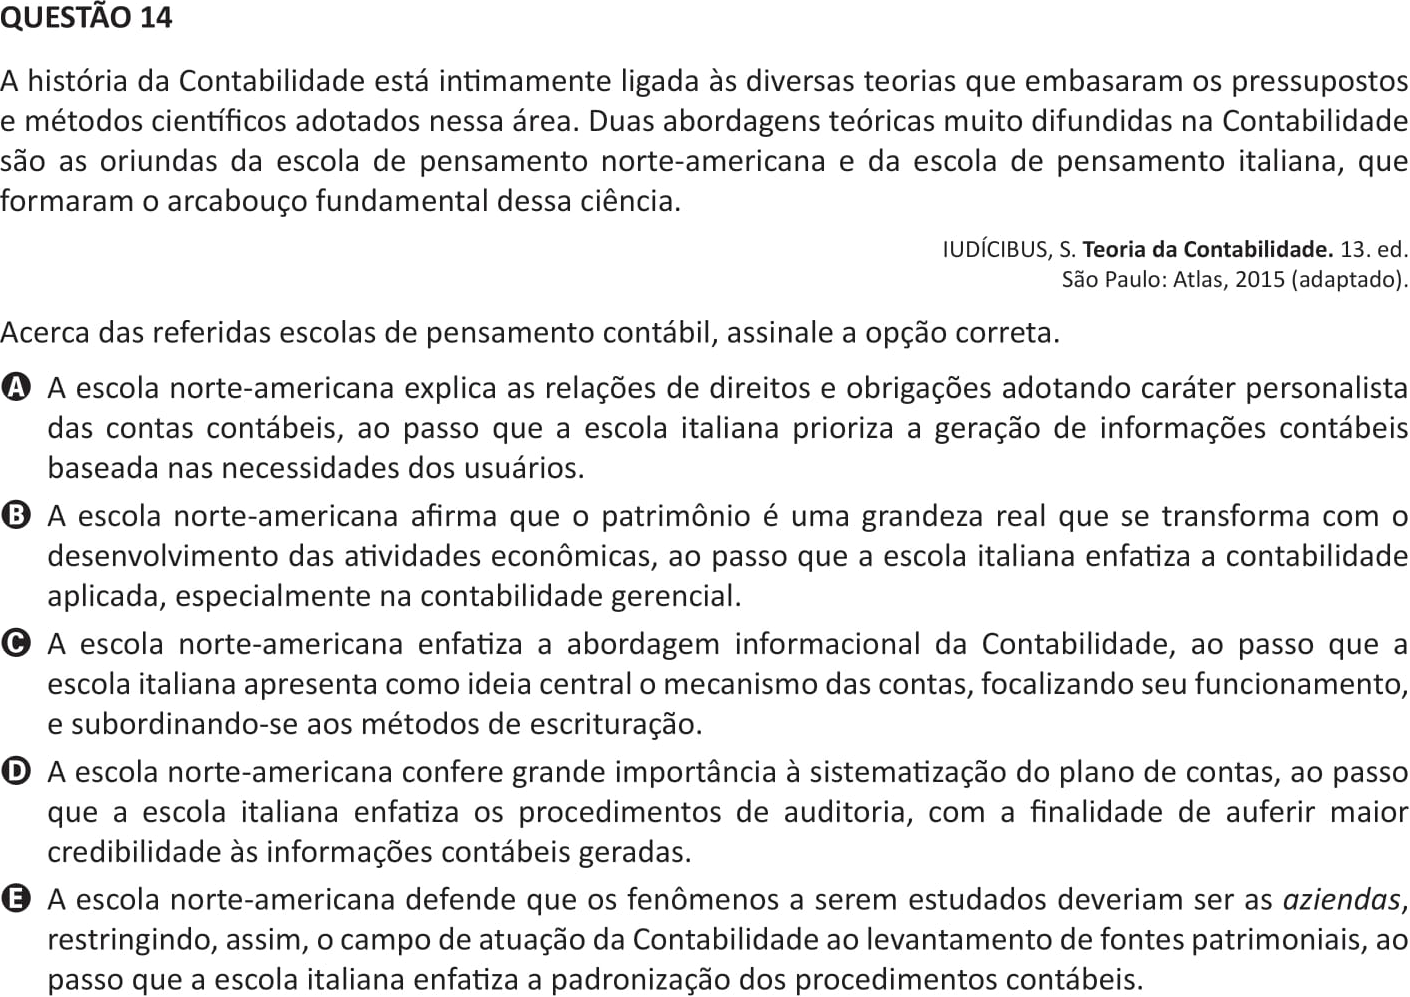 QUESTÃO 14
A história da Contabilidade está intimamente ligada às diversas teorias que embasaram os pressupostos
e métodos científicos adotados nessa área. Duas abordagens teóricas muito difundidas na Contabilidade
são as oriundas da escola de pensamento norte-americana e da escola de pensamento italiana, que
formaram o arcabouço fundamental dessa ciência.
IUDÍCIBUS, S. Teoria da Contabilidade. 13. ed.
São Paulo: Atlas, 2015 (adaptado).
Acerca das referidas escolas de pensamento contábil, assinale a opção correta.
A A escola norte-americana explica as relações de direitos e obrigações adotando caráter personalista
das contas contábeis, ao passo que a escola italiana prioriza a geração de informações contábeis
baseada nas necessidades dos usuários.
B A escola norte-americana afirma que o patrimônio é uma grandeza real que se transforma com o
desenvolvimento das atividades econômicas, ao passo que a escola italiana enfatiza a contabilidade
aplicada, especialmente na contabilidade gerencial.
C A escola norte-americana enfatiza a abordagem informacional da Contabilidade, ao passo que a
escola italiana apresenta como ideia central o mecanismo das contas, focalizando seu funcionamento,
e subordinando-se aos métodos de escrituração.
D A escola norte-americana confere grande importância à sistematização do plano de contas, ao passo
que a escola italiana enfatiza os procedimentos de auditoria, com a finalidade de auferir maior
credibilidade às informações contábeis geradas.
E A escola norte-americana defende que os fenômenos a serem estudados deveriam ser as aziendas,
restringindo, assim, o campo de atuação da Contabilidade ao levantamento de fontes patrimoniais, ao
passo que a escola italiana enfatiza a padronização dos procedimentos contábeis.